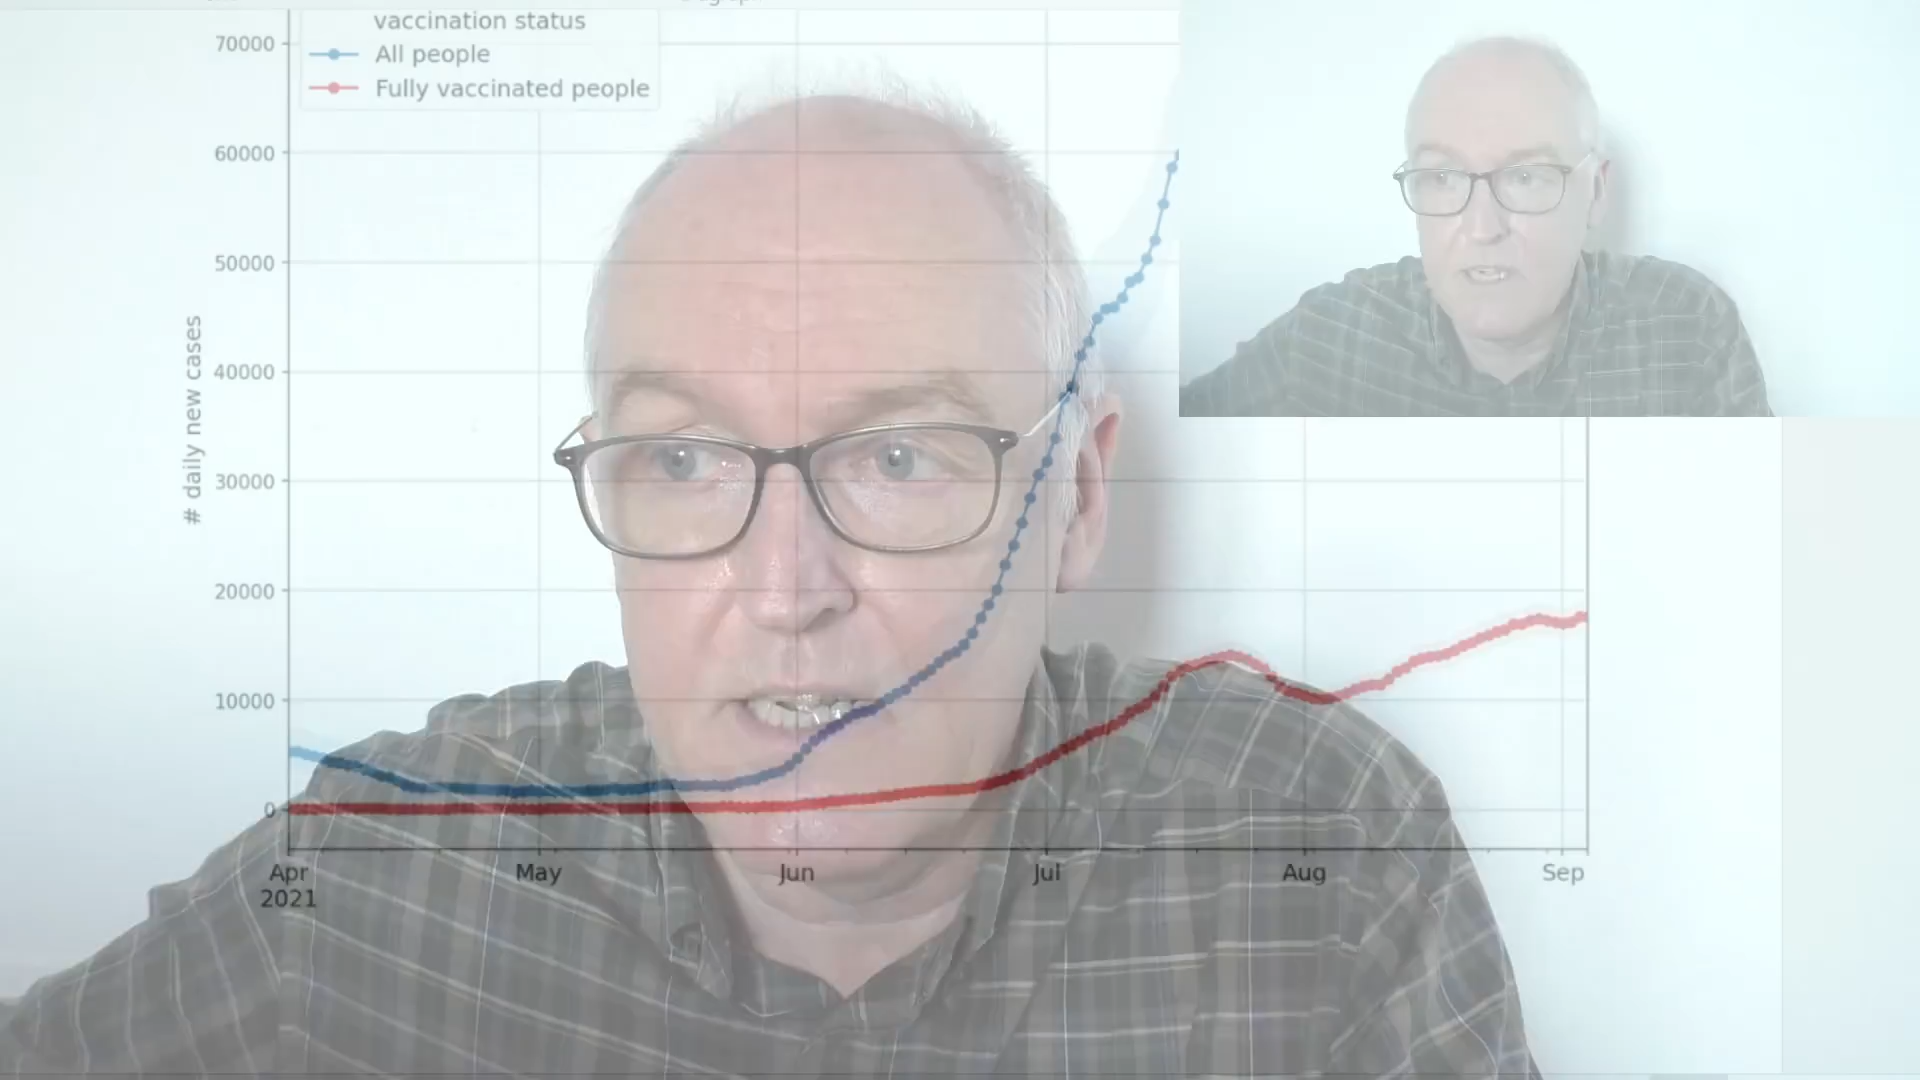 vaccination status
All people
Fully vaccinated people
70000
60000
50000
40000
30000
20000
10000
0
# daily new cases
Apr
2021
May
Jun
Jul
Aug
Sep